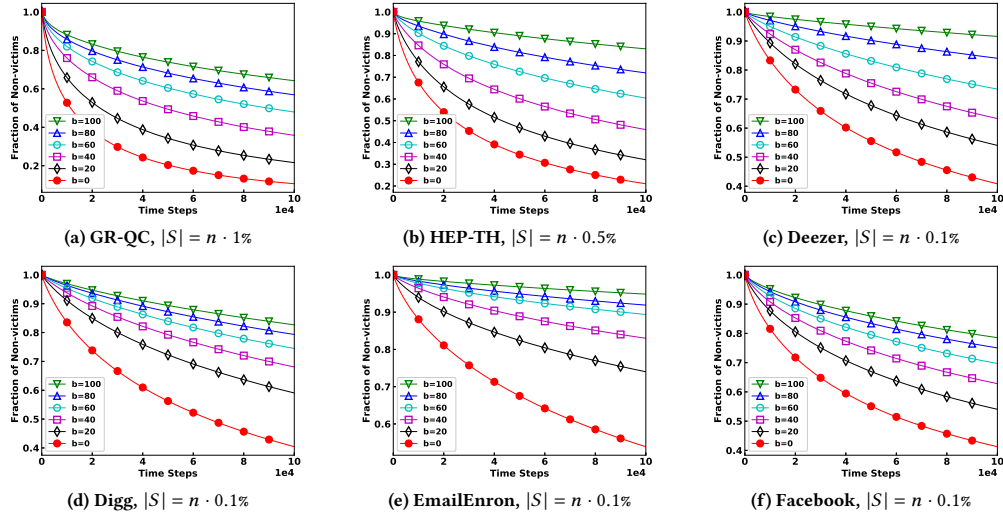 Fraction of Non-victims
1.0
0.8
0.6
0.4
0.2
b=100
b=80
b=60
b=40
b=20
b=0
0 2 4 6 8 10
Time Steps 1e4
(a) GR-QC, |S| = n · 1%
Fraction of Non-victims
1.0
0.9
0.8
0.7
0.6
0.5
0.4
0.3
0.2
b=100
b=80
b=60
b=40
b=20
b=0
0 2 4 6 8 10
Time Steps 1e4
(b) HEP-TH, |S| = n · 0.5%
Fraction of Non-victims
1.0
0.9
0.8
0.7
0.6
0.5
0.4
b=100
b=80
b=60
b=40
b=20
b=0
0 2 4 6 8 10
Time Steps 1e4
(c) Deezer, |S| = n · 0.1%
Fraction of Non-victims
1.0
0.9
0.8
0.7
0.6
0.5
0.4
b=100
b=80
b=60
b=40
b=20
b=0
0 2 4 6 8 10
Time Steps 1e4
(d) Digg, |S| = n · 0.1%
Fraction of Non-victims
1.0
0.9
0.8
0.7
0.6
b=100
b=80
b=60
b=40
b=20
b=0
0 2 4 6 8 10
Time Steps 1e4
(e) EmailEnron, |S| = n · 0.1%
Fraction of Non-victims
1.0
0.9
0.8
0.7
0.6
0.5
0.4
b=100
b=80
b=60
b=40
b=20
b=0
0 2 4 6 8 10
Time Steps 1e4
(f) Facebook, |S| = n · 0.1%